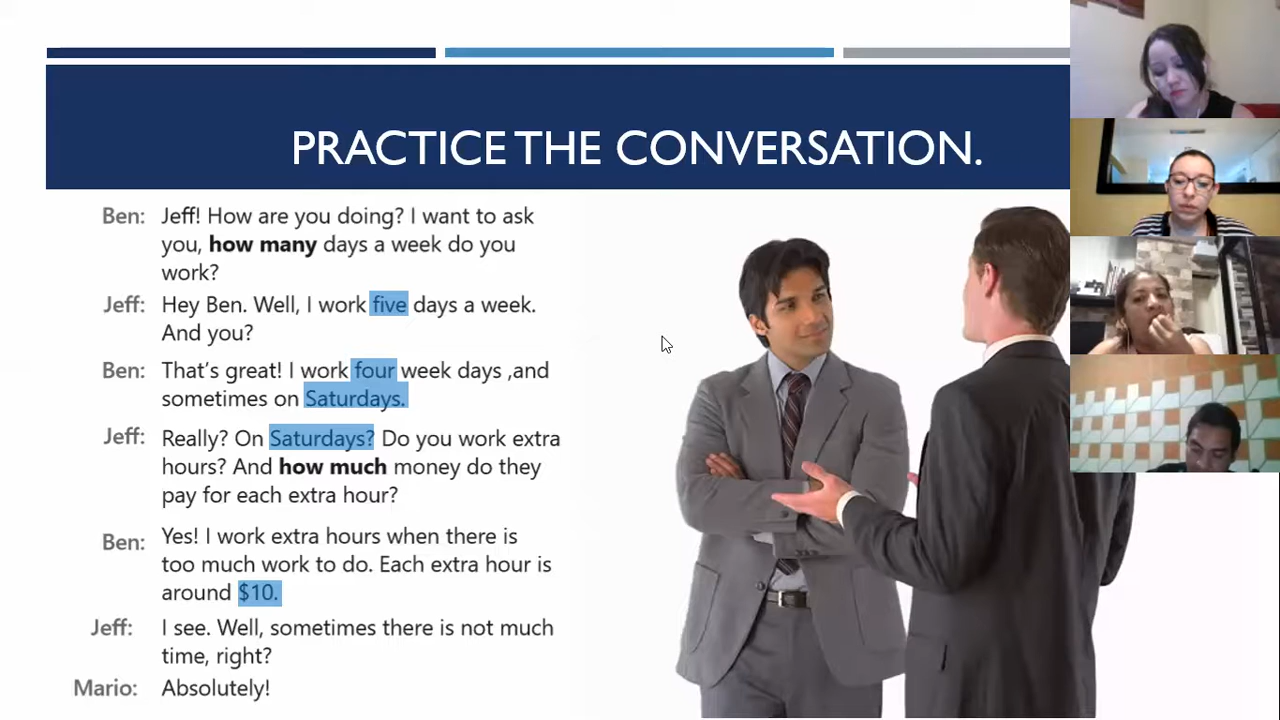 PRACTICE THE CONVERSATION.
Ben: Jeff! How are you doing? I want to ask
you, how many days a week do you
work?
Jeff: Hey Ben. Well, I work five days a week.
And you?
Ben: That's great! I work four week days ,and
sometimes on Saturdays.
Jeff: Really? On Saturdays? Do you work extra
hours? And how much money do they
pay for each extra hour?
Ben: Yes! I work extra hours when there is
too much work to do. Each extra hour is
around $10.
Jeff: I see. Well, sometimes there is not much
time, right?
Mario: Absolutely!